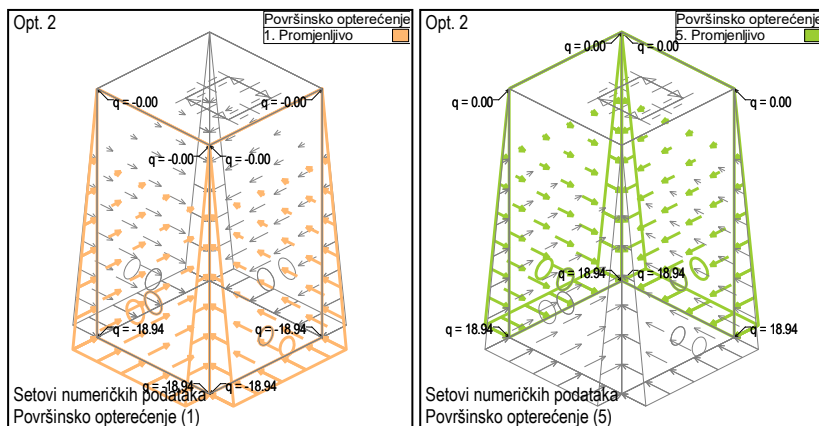 Opt. 2
Površinsko opterećenje
1. Promjenljivo
q = -0.00
q = -0.00
q = -0.00
q = -0.00
q = -18.94
q = -18.94
q = -18.94
q = -18.94
Setovi numeričkih podataka
Površinsko opterećenje (1)
Opt. 2
Površinsko opterećenje
5. Promjenljivo
q = 0.00
q = 0.00
q = 0.00
q = 0.00
q = 18.94
q = 18.94
q = 18.94
q = 18.94
Setovi numeričkih podataka
Površinsko opterećenje (5)